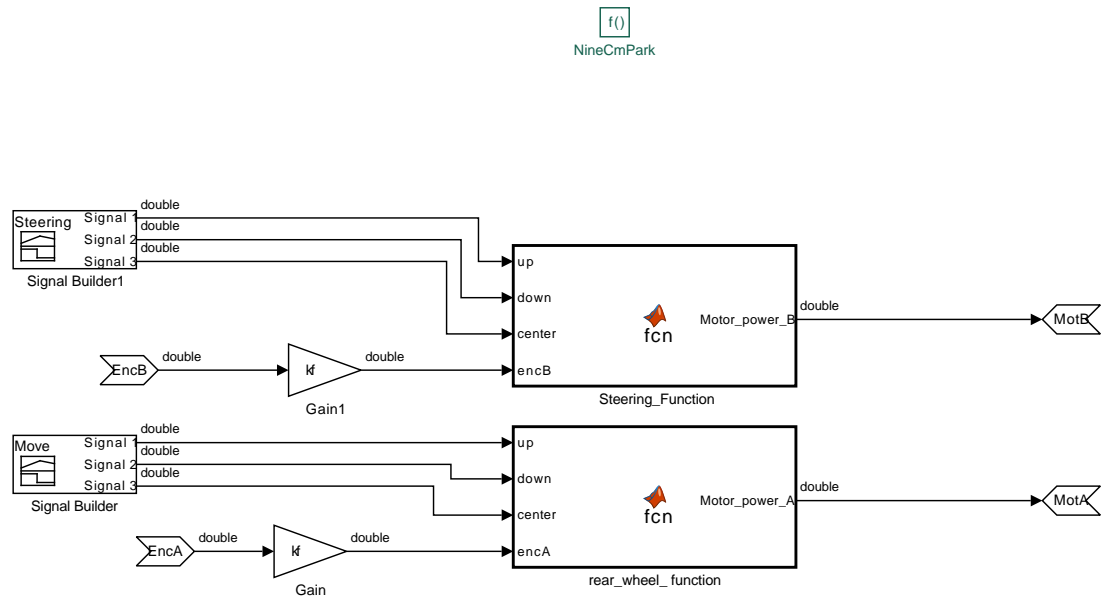 f()
NineCmPark
Steering
Signal 1
Signal 2
Signal 3
double
double
double
Signal Builder1
up
down
center
encB
fcn
Motor_power_B
double
MotB
Steering_Function
EncB
double
kf
double
Gain1
Move
Signal 1
Signal 2
Signal 3
double
double
double
Signal Builder
up
down
center
encA
fcn
Motor_power_A
double
MotA
rear_wheel_ function
EncA
double
kf
double
Gain